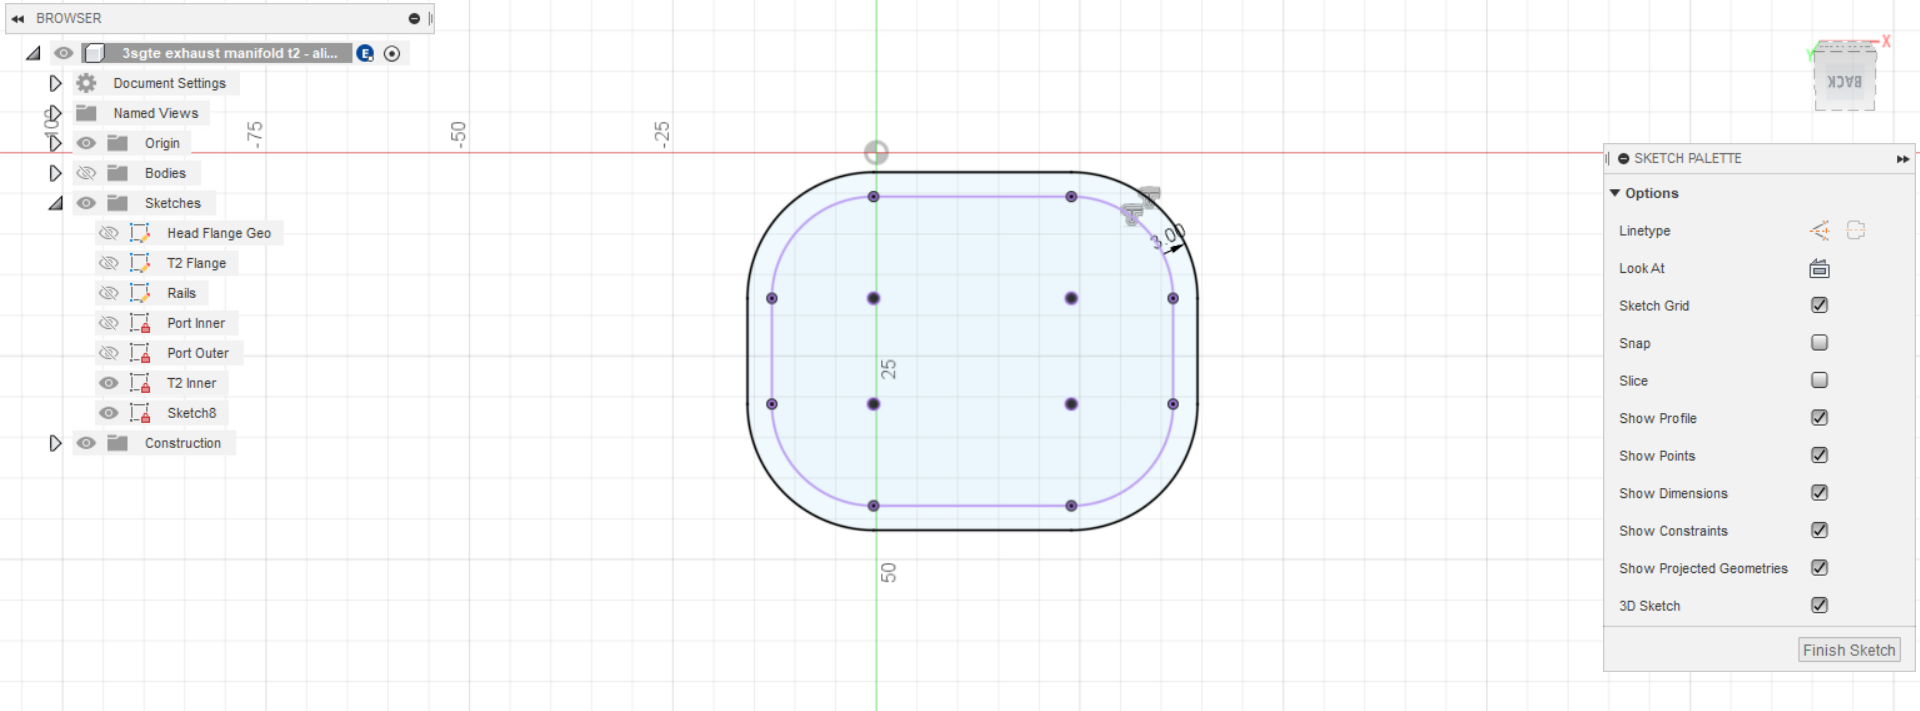 BROWSER
3sgte exhaust manifold t2 - ali...
E
Document Settings
Named Views
Origin
Bodies
Sketches
Head Flange Geo
T2 Flange
Rails
Port Inner
Port Outer
T2 Inner
Sketch8
Construction
100
-75
-50
-25
25
50
3.00
X
Y
BACK
SKETCH PALETTE
Options
Linetype
Look At
Sketch Grid
Snap
Slice
Show Profile
Show Points
Show Dimensions
Show Constraints
Show Projected Geometries
3D Sketch
Finish Sketch